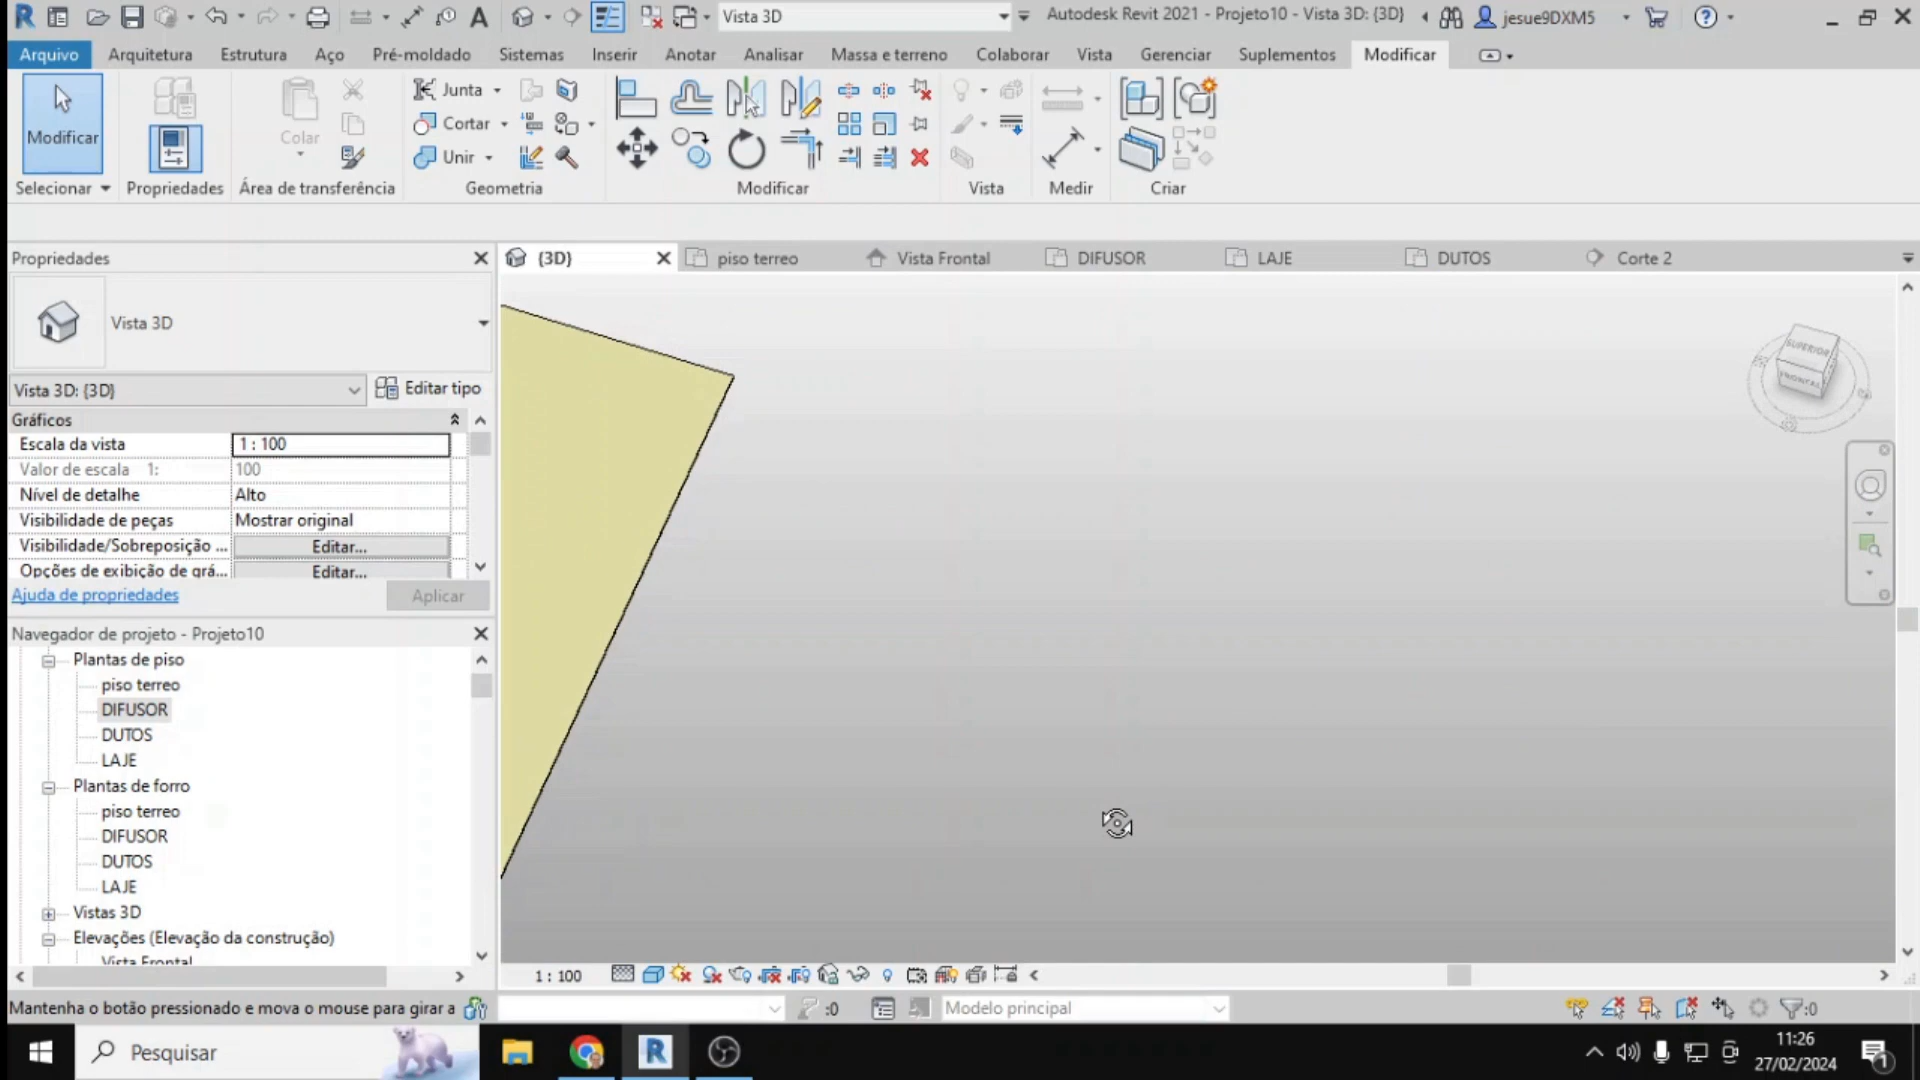 Vista 3D
Autodesk Revit 2021 - Projeto10 - Vista 3D: {3D}
jesue9DXM5
Arquivo Arquitetura Estrutura Aço Pré-moldado Sistemas Inserir Anotar Analisar Massa e terreno Colaborar Vista Gerenciar Suplementos Modificar
Modificar
Colar
Junta
Cortar
Unir
Selecionar Propriedades Área de transferência Geometria Modificar Vista Medir Criar
Propriedades
{3D} piso terreo Vista Frontal DIFUSOR LAJE DUTOS Corte 2
Vista 3D
Vista 3D: {3D} Editar tipo
Gráficos
Escala da vista 1 : 100
Valor de escala 1: 100
Nível de detalhe Alto
Visibilidade de peças Mostrar original
Visibilidade/Sobreposição ... Editar...
Opções de exibição de grá... Editar...
Ajuda de propriedades Aplicar
SUPERIOR
FRONTAL
Navegador de projeto - Projeto10
Plantas de piso
piso terreo
DIFUSOR
DUTOS
LAJE
Plantas de forro
piso terreo
DIFUSOR
DUTOS
LAJE
Vistas 3D
Elevações (Elevação da construção)
Vista Frontal
1 : 100
Mantenha o botão pressionado e mova o mouse para girar a
:0
Modelo principal
:0
Pesquisar
11:26
27/02/2024
1